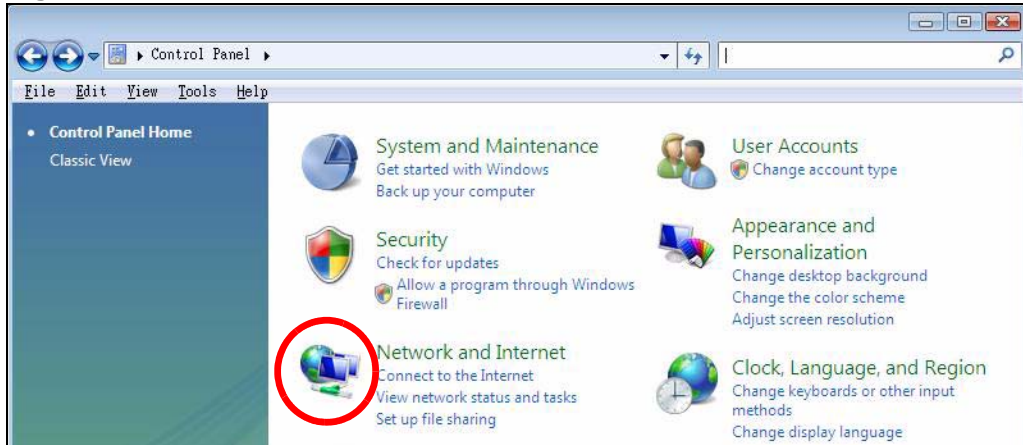 Control Panel
File Edit View Tools Help
Control Panel Home
Classic View
System and Maintenance
Get started with Windows
Back up your computer
Security
Check for updates
Allow a program through Windows
Firewall
Network and Internet
Connect to the Internet
View network status and tasks
Set up file sharing
User Accounts
Change account type
Appearance and
Personalization
Change desktop background
Change the color scheme
Adjust screen resolution
Clock, Language, and Region
Change keyboards or other input
methods
Change display language